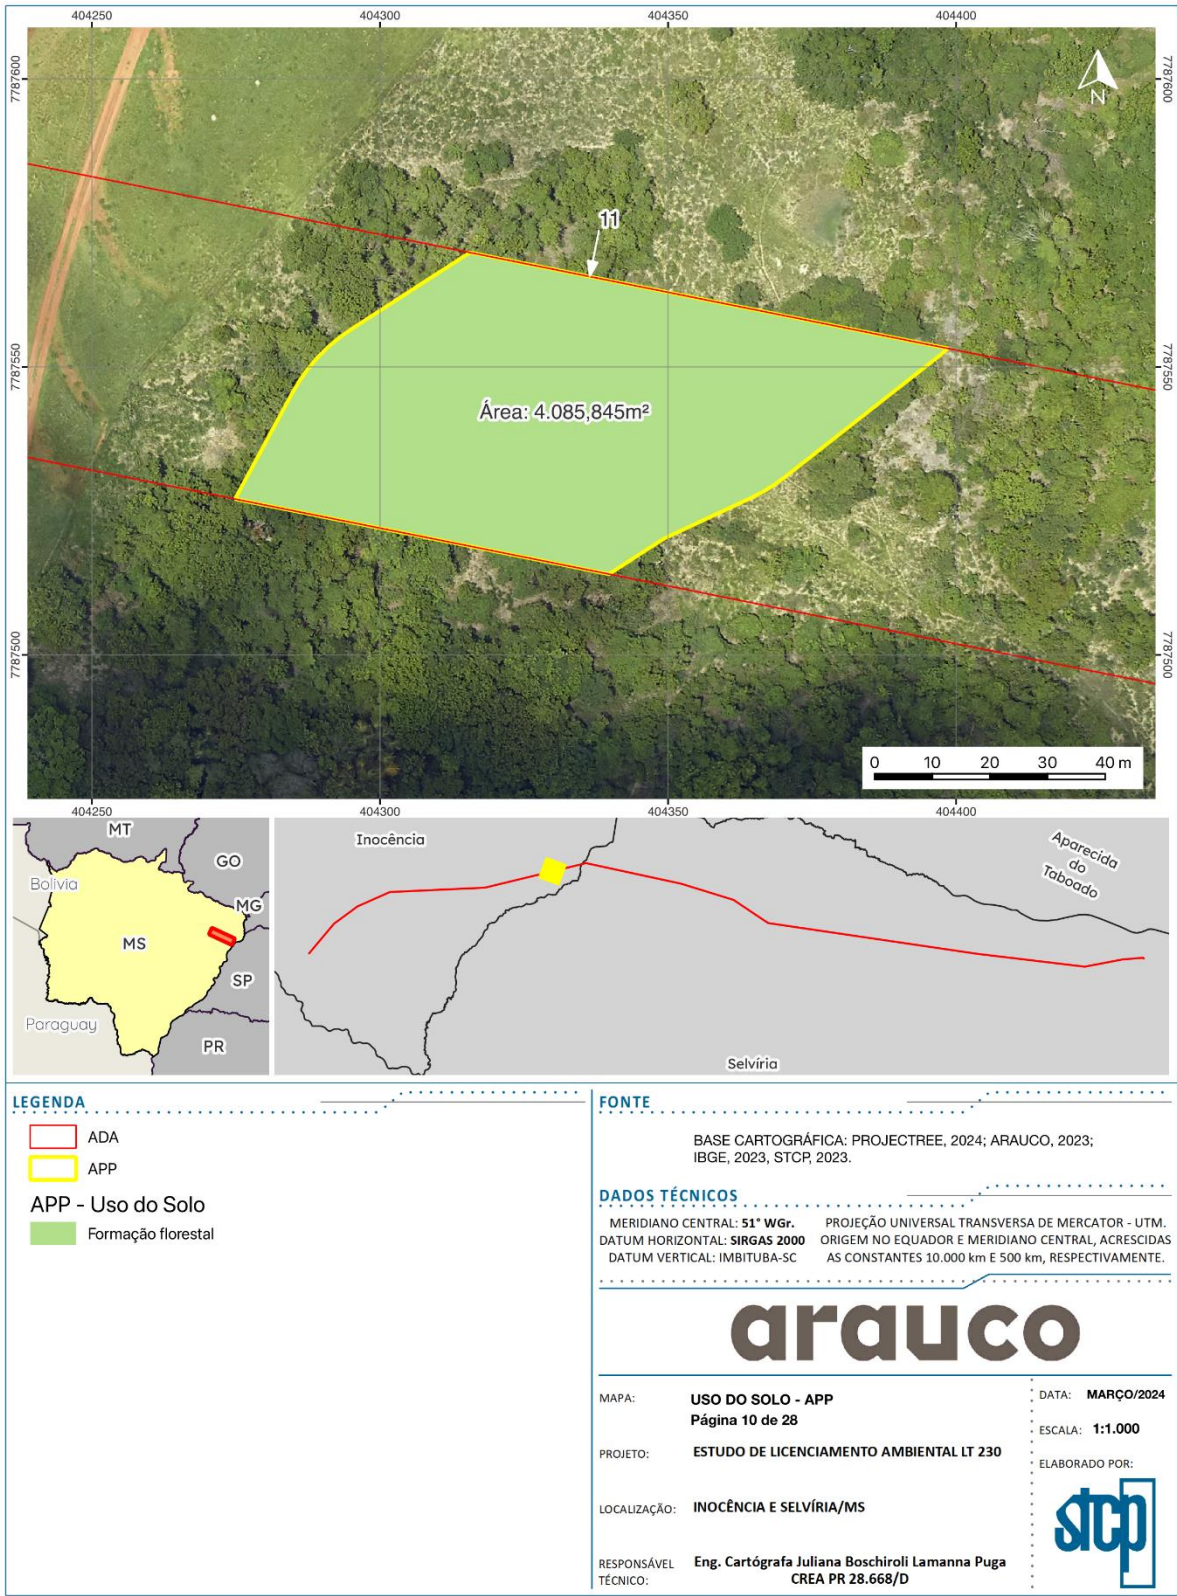 404250 404300 404350 404400
7787600 7787600
N
11
7787550 7787550
Área: 4.085,845m²
7787500 7787500
0 10 20 30 40 m
404250 404300 404350 404400
MT
GO
Bolivia
MG
MS
SP
Paraguay
PR
Inocência
Aparecida
do
Taboado
Selvíria
LEGENDA
ADA
APP
APP - Uso do Solo
Formação florestal
FONTE
BASE CARTOGRÁFICA: PROJECTREE, 2024; ARAUCO, 2023;
IBGE, 2023, STCP, 2023.
DADOS TÉCNICOS
MERIDIANO CENTRAL: 51° WGr.
DATUM HORIZONTAL: SIRGAS 2000
DATUM VERTICAL: IMBITUBA-SC
PROJEÇÃO UNIVERSAL TRANSVERSA DE MERCATOR - UTM.
ORIGEM NO EQUADOR E MERIDIANO CENTRAL, ACRESCIDAS
AS CONSTANTES 10.000 km E 500 km, RESPECTIVAMENTE.
arauco
MAPA: USO DO SOLO - APP
Página 10 de 28
PROJETO: ESTUDO DE LICENCIAMENTO AMBIENTAL LT 230
LOCALIZAÇÃO: INOCÊNCIA E SELVÍRIA/MS
RESPONSÁVEL TÉCNICO: Eng. Cartógrafa Juliana Boschiroli Lamanna Puga
CREA PR 28.668/D
DATA: MARÇO/2024
ESCALA: 1:1.000
ELABORADO POR:
stcp